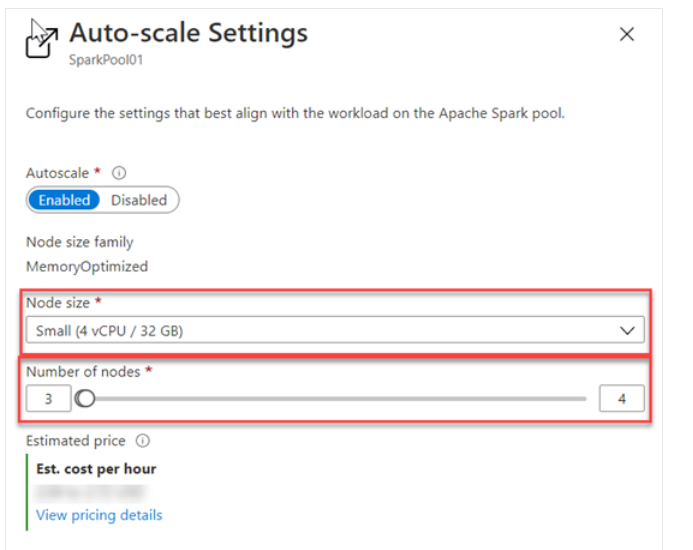 Auto-scale Settings
SparkPool01
Configure the settings that best align with the workload on the Apache Spark pool.
Autoscale *
Enabled Disabled
Node size family
MemoryOptimized
Node size *
Small (4 vCPU / 32 GB)
Number of nodes *
3 4
Estimated price
Est. cost per hour
View pricing details